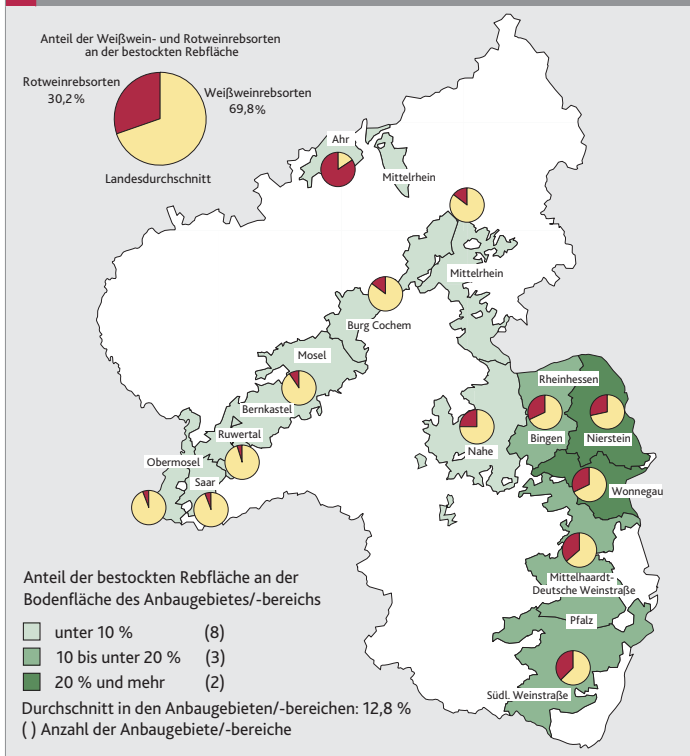 Anteil der Weißwein- und Rotweinrebsorten
an der bestockten Rebfläche
Rotweinrebsorten
30,2%
Weißweinrebsorten
69,8%
Landesdurchschnitt
Ahr
Mittelrhein
Mittelrhein
Burg Cochem
Mosel
Bernkastel
Ruwertal
Obermosel
Saar
Nahe
Rheinhessen
Bingen
Nierstein
Wonnegau
Mittelhaardt-
Deutsche Weinstraße
Pfalz
Südl. Weinstraße
Anteil der bestockten Rebfläche an der
Bodenfläche des Anbaugebietes/-bereichs
unter 10 % (8)
10 bis unter 20 % (3)
20 % und mehr (2)
Durchschnitt in den Anbaugebieten/-bereichen: 12,8 %
( ) Anzahl der Anbaugebiete/-bereiche